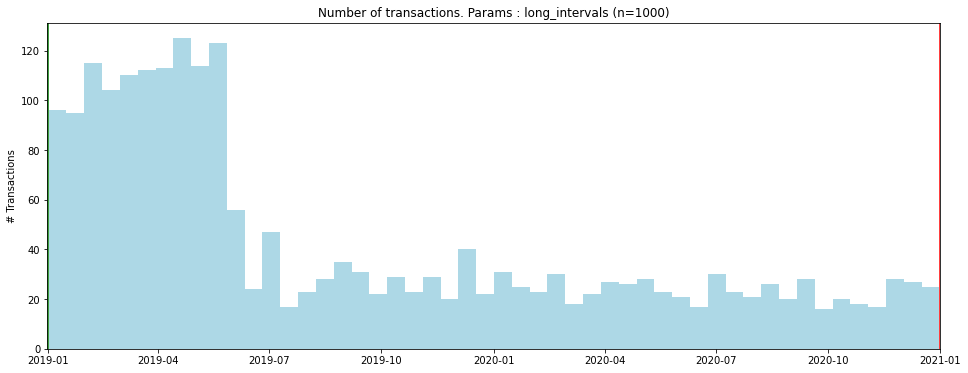 Number of transactions. Params : long_intervals (n=1000)
# Transactions
120
100
80
60
40
20
0
2019-01 2019-04 2019-07 2019-10 2020-01 2020-04 2020-07 2020-10 2021-01